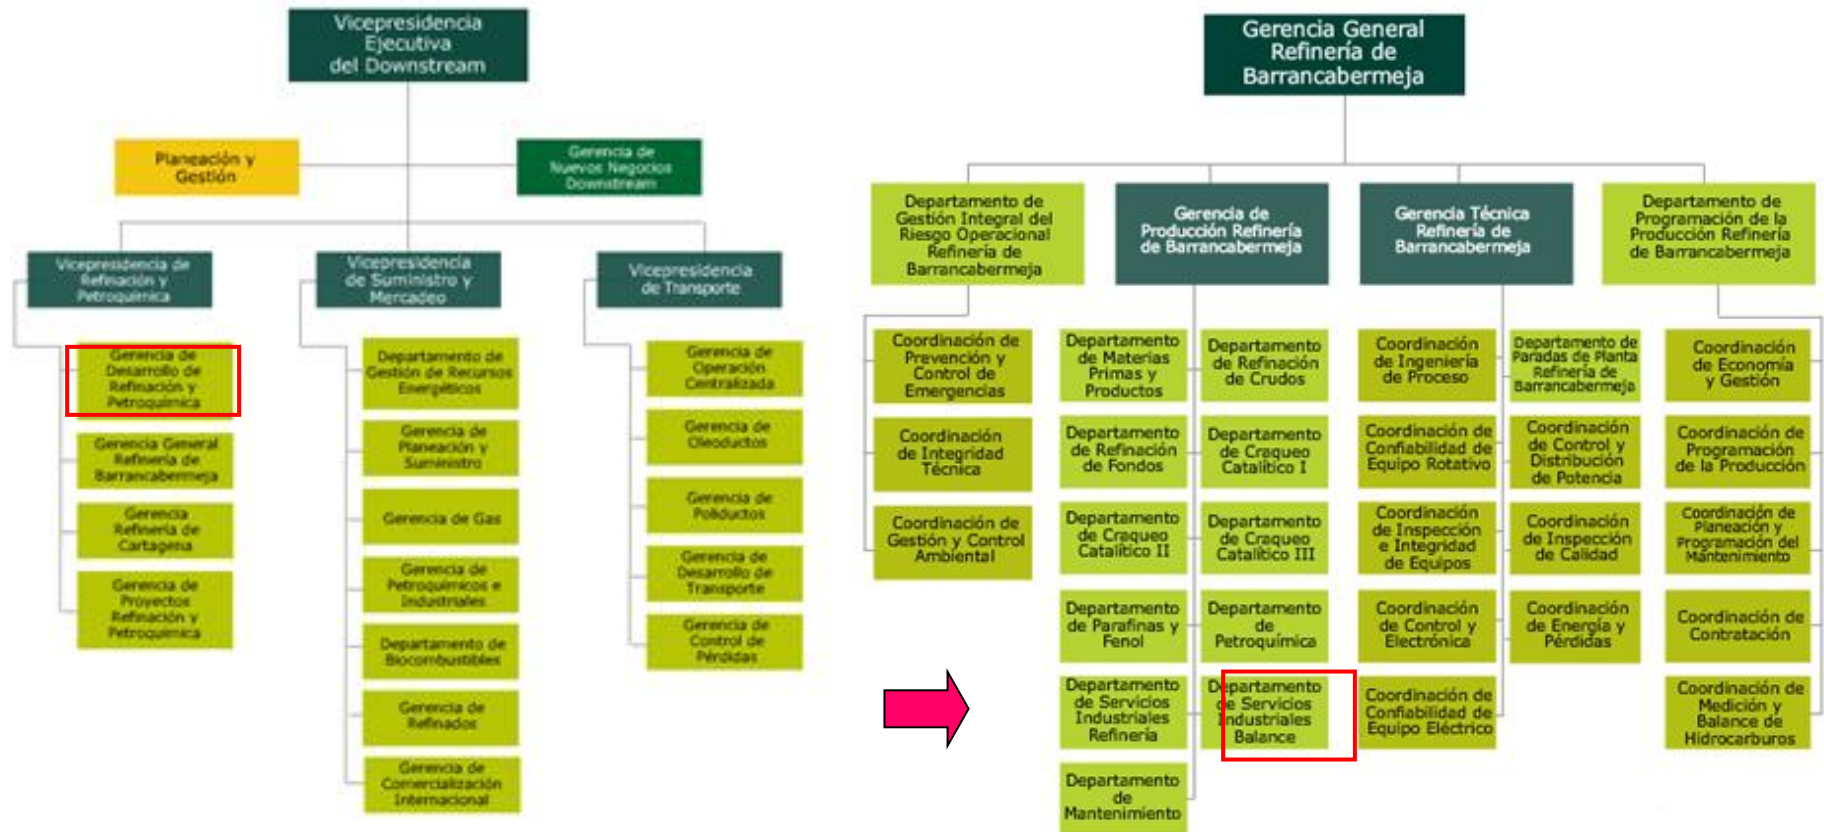 Vicepresidencia
Ejecutiva
del Downstream
Planeación y
Gestión
Gerencia de
Nuevos Negocios
Downstream
Vicepresidencia de
Refinación y
Petroquímica
Vicepresidencia
de Suministro y
Mercadeo
Vicepresidencia
de Transporte
Gerencia de
Desarrollo de
Refinación y
Petroquímica
Gerencia General
Refinería de
Barrancabermeja
Gerencia
Refinería de
Cartagena
Gerencia de
Proyectos
Refinación y
Petroquímica
Departamento de
Gestión de Recursos
Energéticos
Gerencia de
Planeación y
Suministro
Gerencia de Gas
Gerencia de
Petroquímicos e
Industriales
Departamento de
Biocombustibles
Gerencia de
Refinados
Gerencia de
Comercialización
Internacional
Gerencia de
Operación
Centralizada
Gerencia de
Oleoductos
Gerencia de
Poliductos
Gerencia de
Desarrollo de
Transporte
Gerencia de
Control de
Pérdidas
Gerencia General
Refinería de
Barrancabermeja
Departamento de
Gestión Integral del
Riesgo Operacional
Refinería de
Barrancabermeja
Gerencia de
Producción Refinería
de Barrancabermeja
Gerencia Técnica
Refinería de
Barrancabermeja
Departamento de
Programación de la
Producción Refinería
de Barrancabermeja
Coordinación de
Prevención y
Control de
Emergencias
Coordinación
de Integridad
Técnica
Coordinación de
Gestión y Control
Ambiental
Departamento
de Materias
Primas y
Productos
Departamento
de Refinación
de Crudos
Departamento
de Refinación
de Fondos
Departamento
de Craqueo
Catalítico I
Departamento
de Craqueo
Catalítico II
Departamento
de Craqueo
Catalítico III
Departamento
de Parafinas y
Fenol
Departamento
de
Petroquímica
Departamento
de Servicios
Industriales
Refinería
Departamento
de Servicios
Industriales
Balance
Departamento
de
Mantenimiento
Coordinación
de Ingeniería
de Proceso
Departamento de
Paradas de Planta
Refinería de
Barrancabermeja
Coordinación de
Confiabilidad de
Equipo Rotativo
Coordinación
de Control y
Distribución
de Potencia
Coordinación
de Inspección
e Integridad
de Equipos
Coordinación
de Inspección
de Calidad
Coordinación
de Control y
Electrónica
Coordinación
de Energía y
Pérdidas
Coordinación de
Confiabilidad de
Equipo Eléctrico
Coordinación
de Economía
y Gestión
Coordinación de
Programación
de la Producción
Coordinación de
Planeación y
Programación del
Mantenimiento
Coordinación de
Contratación
Coordinación de
Medición y
Balance de
Hidrocarburos